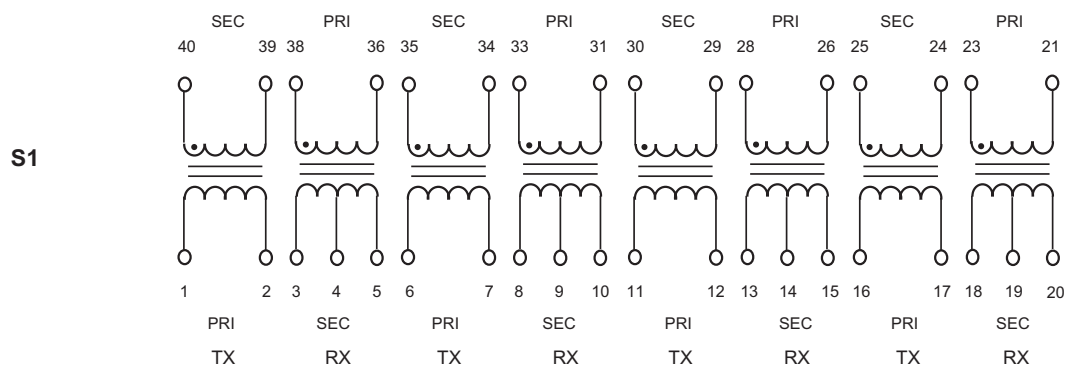 SEC PRI SEC PRI SEC PRI SEC PRI
40 39 38 36 35 34 33 31 30 29 28 26 25 24 23 21
S1
1 2 3 4 5 6 7 8 9 10 11 12 13 14 15 16 17 18 19 20
PRI SEC PRI SEC PRI SEC PRI SEC
TX RX TX RX TX RX TX RX